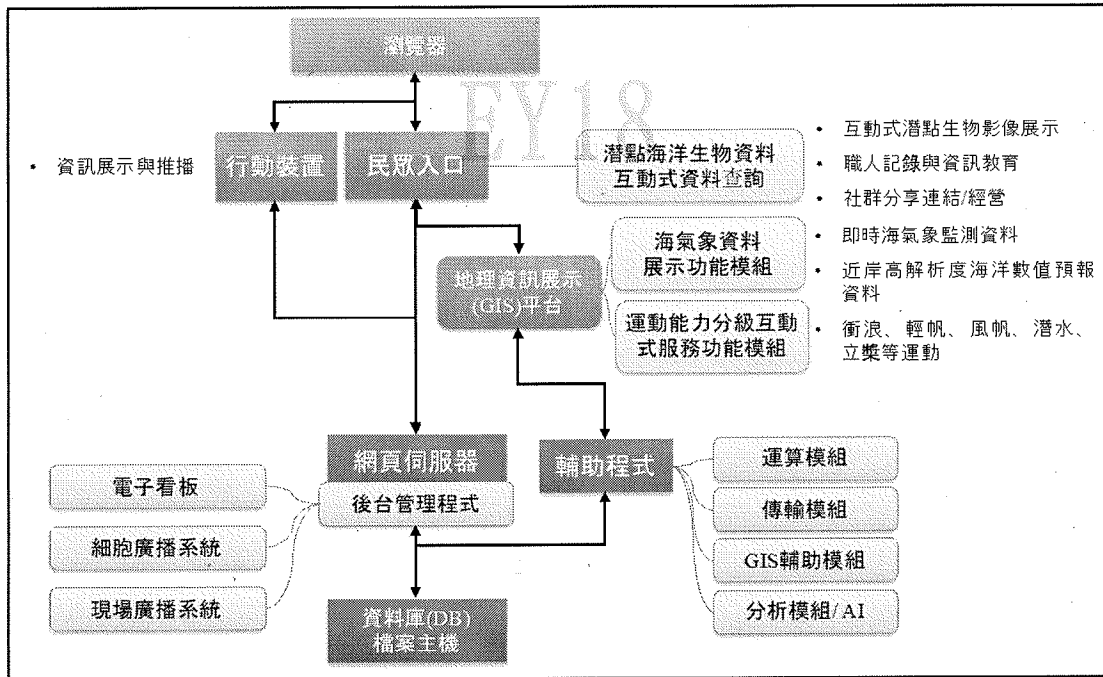 瀏覽器
EY18
• 資訊展示與推播
行動裝置
民眾入口
潛點海洋生物資料
互動式資料查詢
• 互動式潛點生物影像展示
• 職人記錄與資訊教育
• 社群分享連結/經營
海氣象資料
展示功能模組
• 即時海氣象監測資料
• 近岸高解析度海洋數值預報
資料
地理資訊展示
(GIS)平台
運動能力分級互動
式服務功能模組
• 衝浪、輕帆、風帆、潛水、
立槳等運動
網頁伺服器
後台管理程式
輔助程式
電子看板
細胞廣播系統
現場廣播系統
運算模組
傳輸模組
GIS輔助模組
分析模組/AI
資料庫(DB)
檔案主機